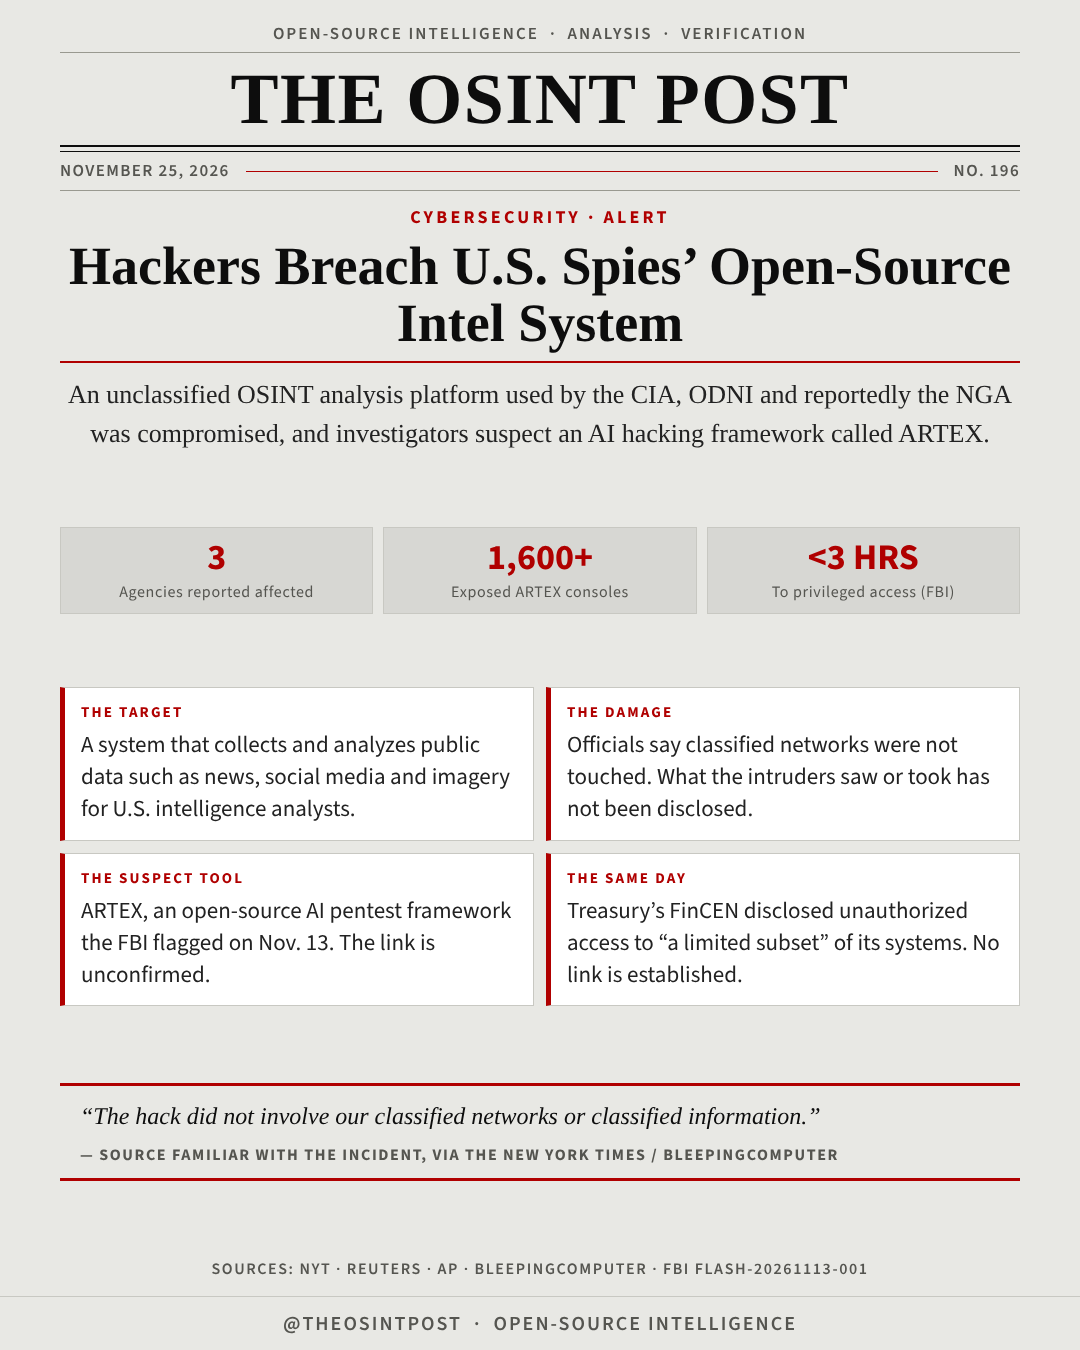 OPEN-SOURCE INTELLIGENCE · ANALYSIS · VERIFICATION
THE OSINT POST
NOVEMBER 25, 2026
NO. 196
CYBERSECURITY · ALERT
Hackers Breach U.S. Spies’ Open-Source
Intel System
An unclassified OSINT analysis platform used by the CIA, ODNI and reportedly the NGA
was compromised, and investigators suspect an AI hacking framework called ARTEX.
3
Agencies reported affected
1,600+
Exposed ARTEX consoles
<3 HRS
To privileged access (FBI)
THE TARGET
A system that collects and analyzes public
data such as news, social media and imagery
for U.S. intelligence analysts.
THE DAMAGE
Officials say classified networks were not
touched. What the intruders saw or took has
not been disclosed.
THE SUSPECT TOOL
ARTEX, an open-source AI pentest framework
the FBI flagged on Nov. 13. The link is
unconfirmed.
THE SAME DAY
Treasury’s FinCEN disclosed unauthorized
access to “a limited subset” of its systems. No
link is established.
“The hack did not involve our classified networks or classified information.”
— SOURCE FAMILIAR WITH THE INCIDENT, VIA THE NEW YORK TIMES / BLEEPINGCOMPUTER
SOURCES: NYT · REUTERS · AP · BLEEPINGCOMPUTER · FBI FLASH-20261113-001
@THEOSINTPOST · OPEN-SOURCE INTELLIGENCE